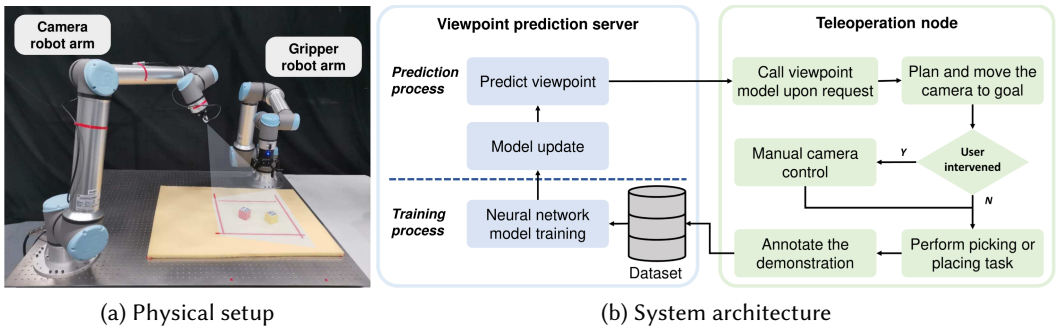 Camera
robot arm
Gripper
robot arm
(a) Physical setup
Viewpoint prediction server
Prediction
process
Predict viewpoint
Model update
Training
process
Neural network
model training
Dataset
Teleoperation node
Call viewpoint
model upon request
Plan and move the
camera to goal
User
intervened
Y
N
Manual camera
control
Perform picking or
placing task
Annotate the
demonstration
(b) System architecture